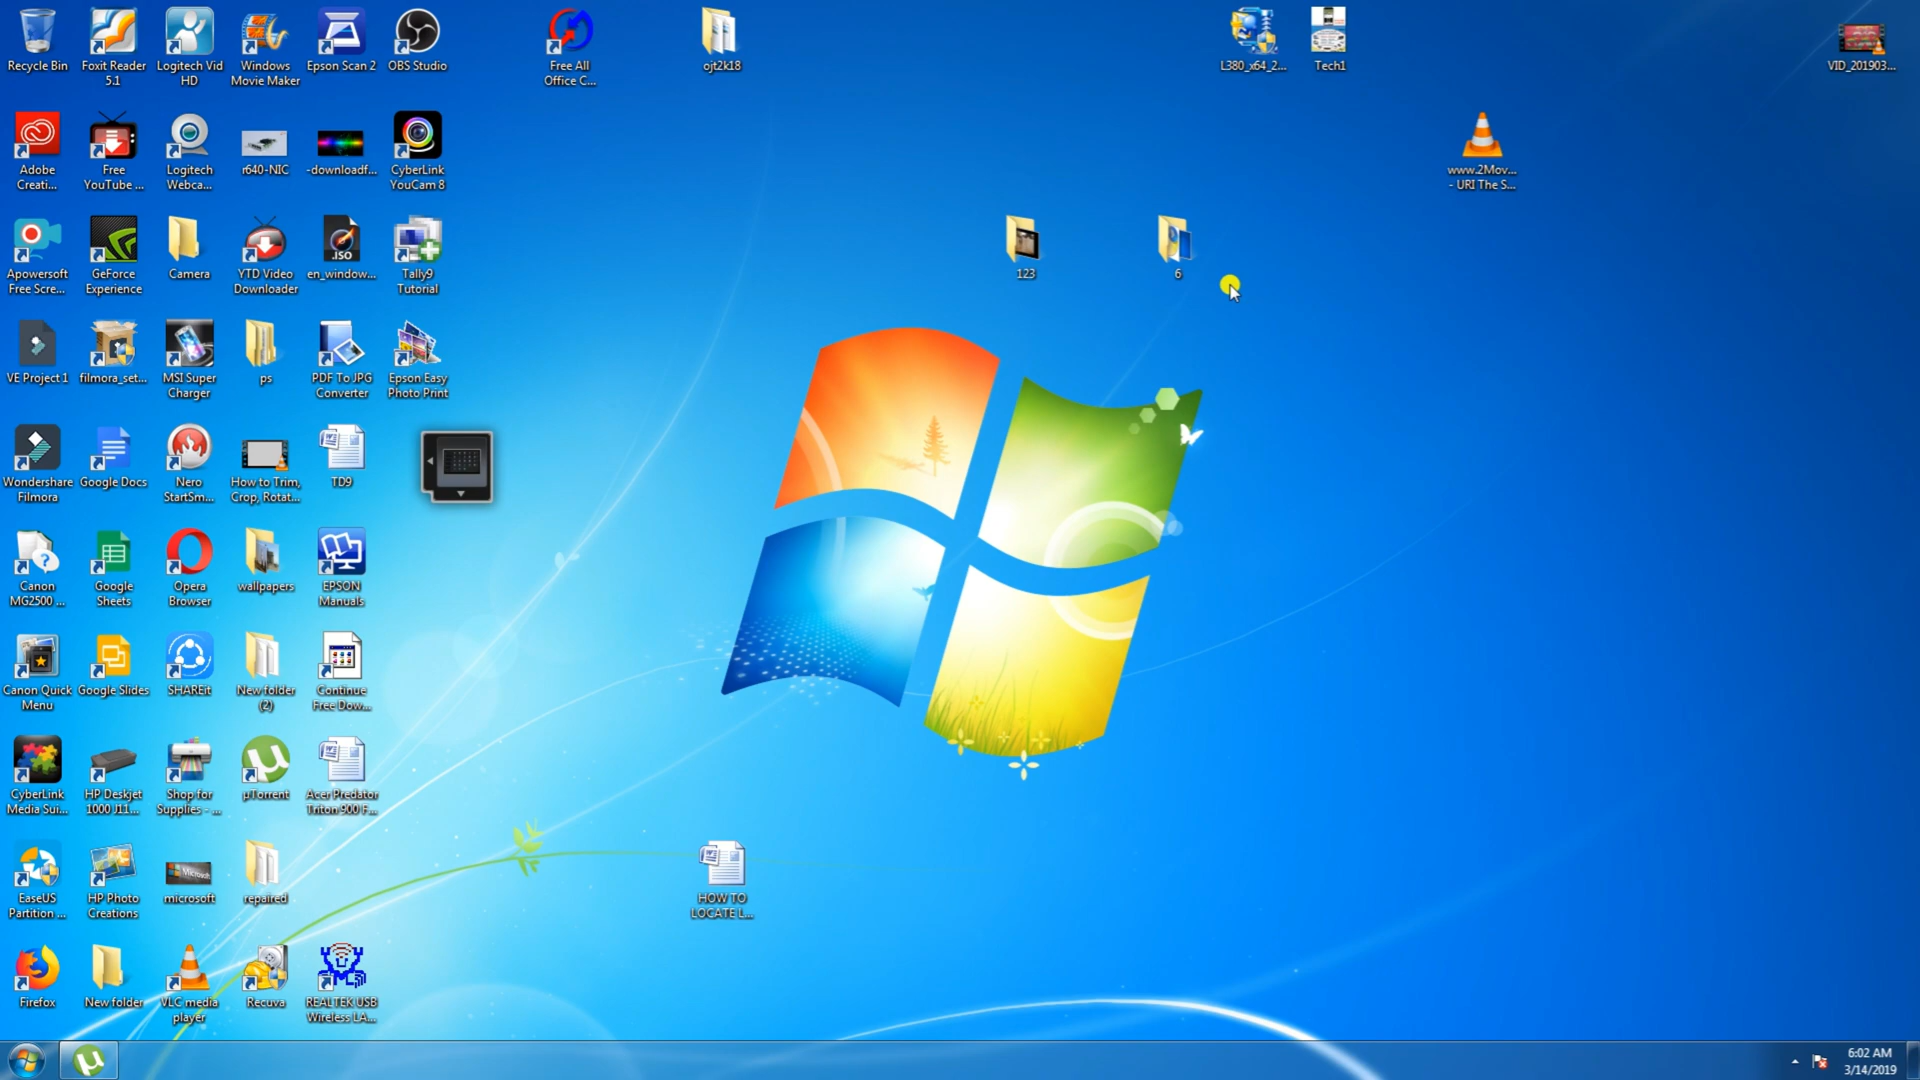 Recycle Bin
Foxit Reader
5.1
Logitech Vid
HD
Windows
Movie Maker
Epson Scan 2
OBS Studio
Free All
Office C...
ojt2k18
L380_x64_2...
Tech1
VID_201903...
Adobe
Creati...
Free
YouTube ...
Logitech
Webca...
r640-NIC
-downloadf...
CyberLink
YouCam 8
www.2Mov...
- URI The S...
Apowersoft
Free Scre...
GeForce
Experience
Camera
YTD Video
Downloader
.ISO
en_window...
Tally9
Tutorial
123
6
VE Project 1
filmora_set...
MSI Super
Charger
ps
PDF To JPG
Converter
Epson Easy
Photo Print
Wondershare
Filmora
Google Docs
Nero
StartSm...
How to Trim,
Crop, Rotat...
TD9
Canon
MG2500 ...
Google
Sheets
Opera
Browser
wallpapers
EPSON
Manuals
Canon Quick
Menu
Google Slides
SHAREit
New folder
(2)
Continue
Free Dow...
CyberLink
Media Sui...
HP Deskjet
1000 J11...
Shop for
Supplies - ...
µTorrent
Acer Predator
Triton 900 F...
EaseUS
Partition ...
HP Photo
Creations
Microsoft
microsoft
repaired
HOW TO
LOCATE L...
Firefox
New folder
VLC media
player
Recuva
REALTEK USB
Wireless LA...
6:02 AM
3/14/2019